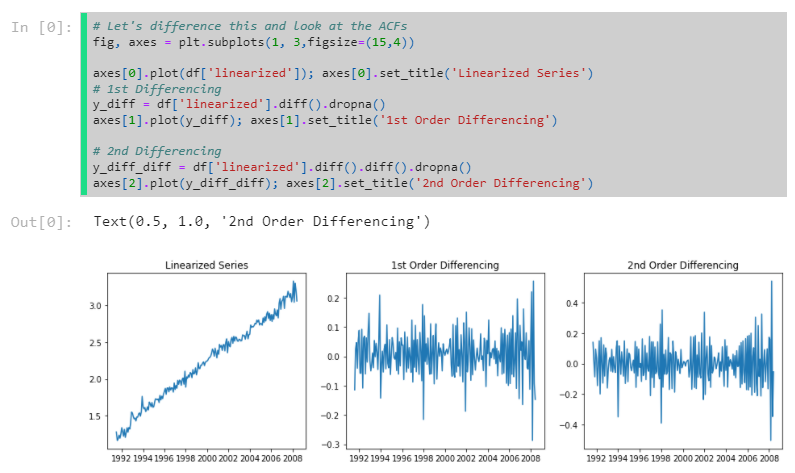 In [0]:
# Let's difference this and look at the ACFs
fig, axes = plt.subplots(1, 3,figsize=(15,4))
axes[0].plot(df['linearized']); axes[0].set_title('Linearized Series')
# 1st Differencing
y_diff = df['linearized'].diff().dropna()
axes[1].plot(y_diff); axes[1].set_title('1st Order Differencing')
# 2nd Differencing
y_diff_diff = df['linearized'].diff().diff().dropna()
axes[2].plot(y_diff_diff); axes[2].set_title('2nd Order Differencing')
Out[0]: Text(0.5, 1.0, '2nd Order Differencing')
Linearized Series
3.0
2.5
2.0
1.5
1992 1994 1996 1998 2000 2002 2004 2006 2008
1st Order Differencing
0.2
0.1
0.0
−0.1
−0.2
−0.3
1992 1994 1996 1998 2000 2002 2004 2006 2008
2nd Order Differencing
0.4
0.2
0.0
−0.2
−0.4
1992 1994 1996 1998 2000 2002 2004 2006 2008